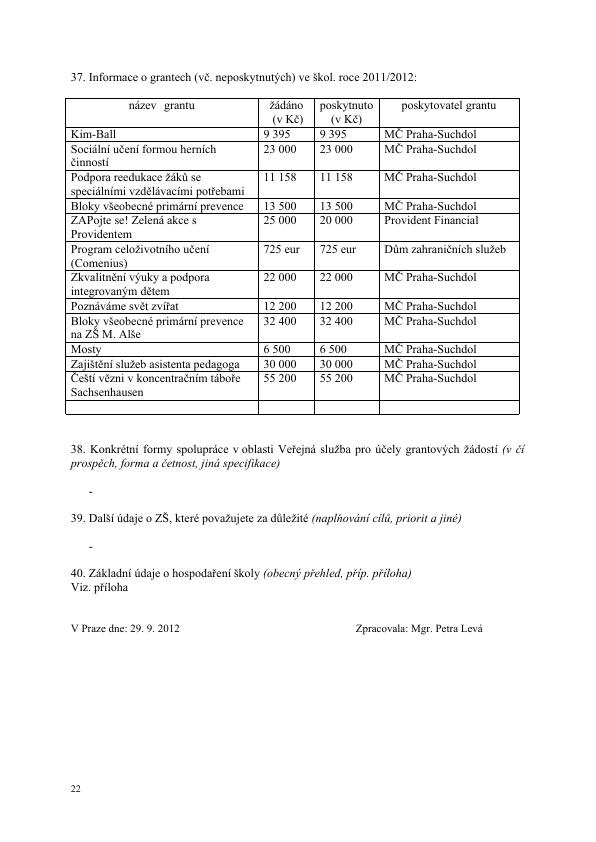 37. Informace o grantech (vč. neposkytnutých) ve škol. roce 2011/2012:
název grantu žádáno poskytnuto poskytovatel grantu
(v Kč) (v Kč)
Kim-Ball 9 395 9 395 MČ Praha-Suchdol
Sociální učení formou herních 23 000 23 000 MČ Praha-Suchdol
činností
Podpora reedukace žáků se 11 158 11 158 MČ Praha-Suchdol
speciálními vzdělávacími potřebami
Bloky všeobecné primární prevence 13 500 13 500 MČ Praha-Suchdol
ZAPojte se! Zelená akce s 25 000 20 000 Provident Financial
Providentem
Program celoživotního učení 725 eur 725 eur Dům zahraničních služeb
(Comenius)
Zkvalitnění výuky a podpora 22 000 22 000 MČ Praha-Suchdol
integrovaným dětem
Poznáváme svět zvířat 12 200 12 200 MČ Praha-Suchdol
Bloky všeobecné primární prevence 32 400 32 400 MČ Praha-Suchdol
na ZŠ M. Alše
Mosty 6 500 6 500 MČ Praha-Suchdol
Zajištění služeb asistenta pedagoga 30 000 30 000 MČ Praha-Suchdol
Čeští vězni v koncentračním táboře 55 200 55 200 MČ Praha-Suchdol
Sachsenhausen
38. Konkrétní formy spolupráce v oblasti Veřejná služba pro účely grantových žádostí (v čí
prospěch, forma a četnost, jiná specifikace)
-
39. Další údaje o ZŠ, které považujete za důležité (naplňování cílů, priorit a jiné)
-
40. Základní údaje o hospodaření školy (obecný přehled, příp. příloha)
Viz. příloha
V Praze dne: 29. 9. 2012 Zpracovala: Mgr. Petra Levá
22